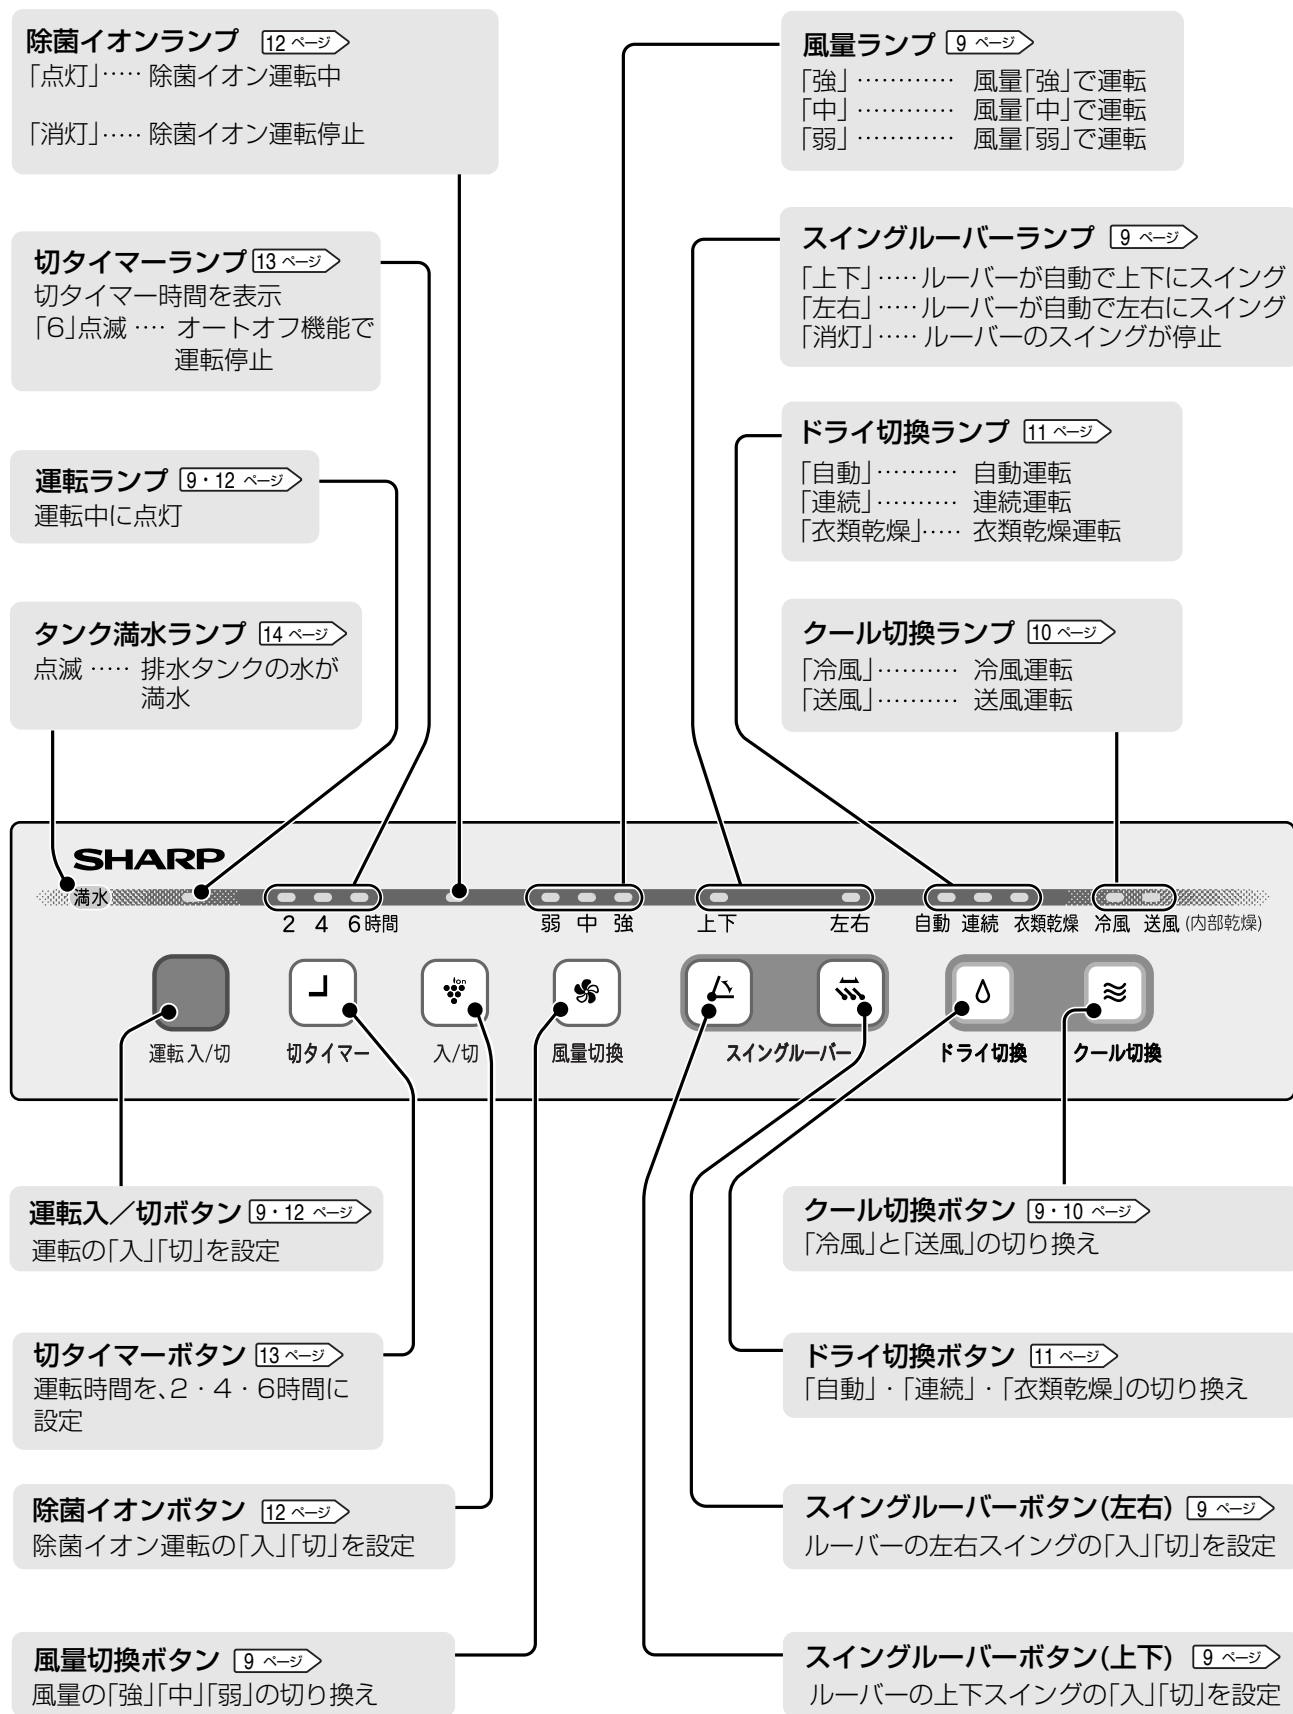 除菌イオンランプ 12 ページ
「点灯」····· 除菌イオン運転中
「消灯」····· 除菌イオン運転停止
切タイマーランプ 13 ページ
切タイマー時間を表示
「6」点滅 ···· オートオフ機能で
運転停止
運転ランプ 9・12 ページ
運転中に点灯
タンク満水ランプ 14 ページ
点滅 ····· 排水タンクの水が
満水
風量ランプ 9 ページ
「強」············ 風量「強」で運転
「中」············ 風量「中」で運転
「弱」············ 風量「弱」で運転
スイングルーバーランプ 9 ページ
「上下」····· ルーバーが自動で上下にスイング
「左右」····· ルーバーが自動で左右にスイング
「消灯」····· ルーバーのスイングが停止
ドライ切換ランプ 11 ページ
「自動」·········· 自動運転
「連続」·········· 連続運転
「衣類乾燥」····· 衣類乾燥運転
クール切換ランプ 10 ページ
「冷風」·········· 冷風運転
「送風」·········· 送風運転
SHARP
満水
2 4 6時間 弱 中 強 上下 左右 自動 連続 衣類乾燥 冷風 送風 (内部乾燥)
ion
運転 入/切 切タイマー 入/切 風量切換 スイングルーバー ドライ切換 クール切換
運転入／切ボタン 9・12 ページ
運転の「入」「切」を設定
切タイマーボタン 13 ページ
運転時間を、2・4・6時間に
設定
除菌イオンボタン 12 ページ
除菌イオン運転の「入」「切」を設定
風量切換ボタン 9 ページ
風量の「強」「中」「弱」の切り換え
クール切換ボタン 9・10 ページ
「冷風」と「送風」の切り換え
ドライ切換ボタン 11 ページ
「自動」・「連続」・「衣類乾燥」の切り換え
スイングルーバーボタン(左右) 9 ページ
ルーバーの左右スイングの「入」「切」を設定
スイングルーバーボタン(上下) 9 ページ
ルーバーの上下スイングの「入」「切」を設定